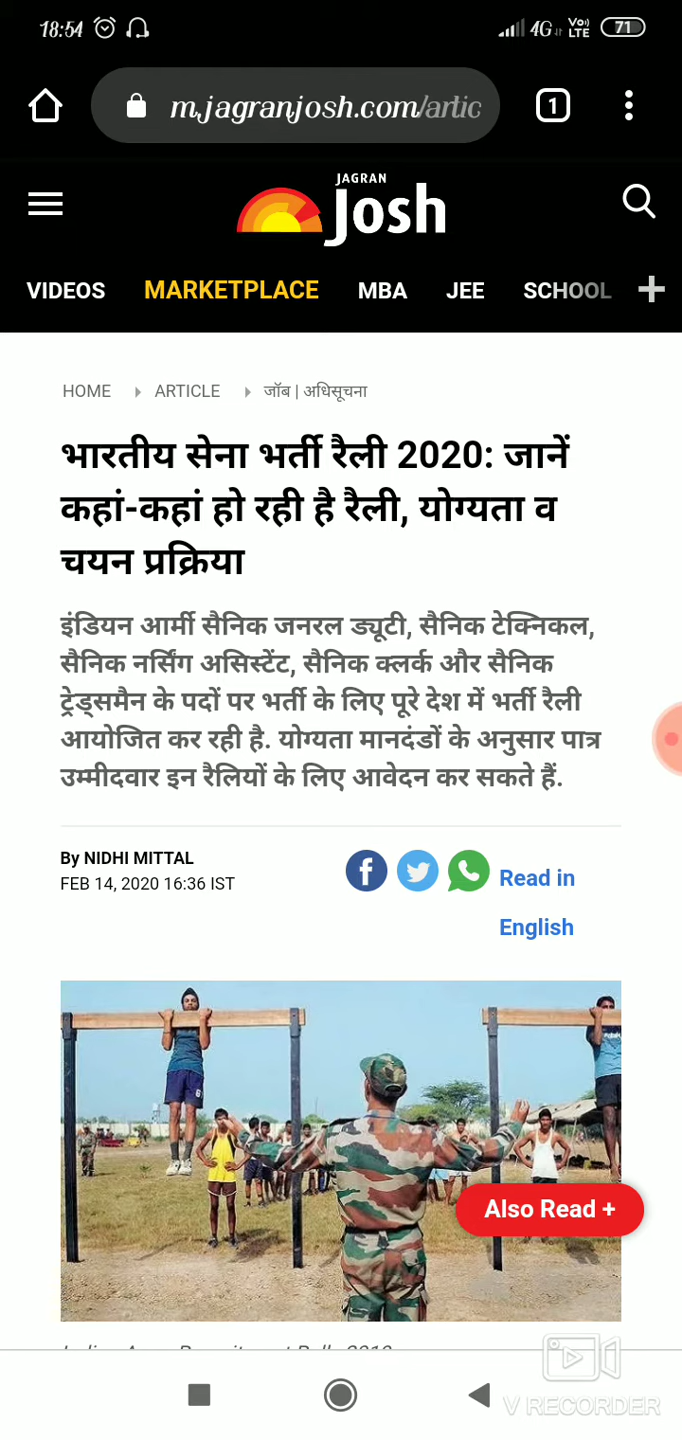 18:54 4G Vo) LTE 71
m.jagranjosh.com/artic 1
JAGRAN
Josh
VIDEOS MARKETPLACE MBA JEE SCHOOL +
HOME ARTICLE जॉब | अधिसूचना
भारतीय सेना भर्ती रैली 2020: जानें
कहां-कहां हो रही है रैली, योग्यता व
चयन प्रक्रिया
इंडियन आर्मी सैनिक जनरल ड्यूटी, सैनिक टेक्निकल,
सैनिक नर्सिंग असिस्टेंट, सैनिक क्लर्क और सैनिक
ट्रेड्समैन के पदों पर भर्ती के लिए पूरे देश में भर्ती रैली
आयोजित कर रही है. योग्यता मानदंडों के अनुसार पात्र
उम्मीदवार इन रैलियों के लिए आवेदन कर सकते हैं.
By NIDHI MITTAL
FEB 14, 2020 16:36 IST
Read in
English
Also Read +
V RECORDER